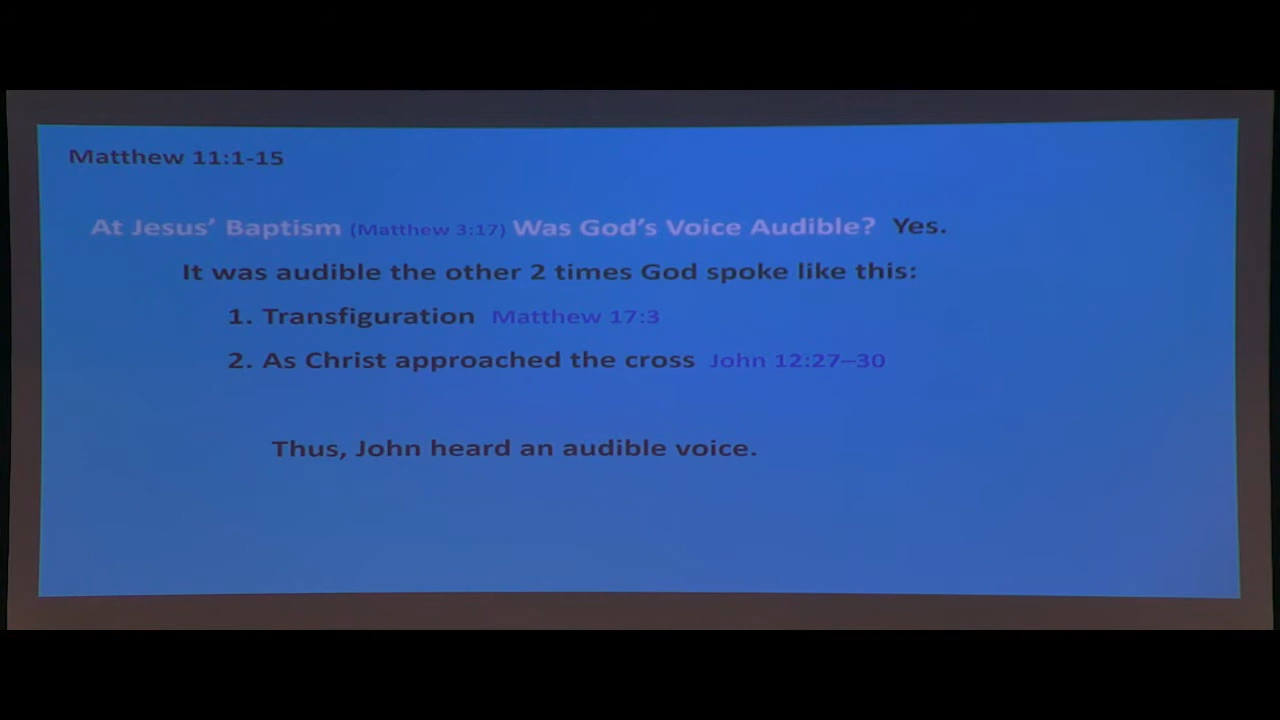 Matthew 11:1-15
At Jesus’ Baptism (Matthew 3:17) Was God’s Voice Audible? Yes.
It was audible the other 2 times God spoke like this:
1. Transfiguration Matthew 17:3
2. As Christ approached the cross John 12:27–30
Thus, John heard an audible voice.